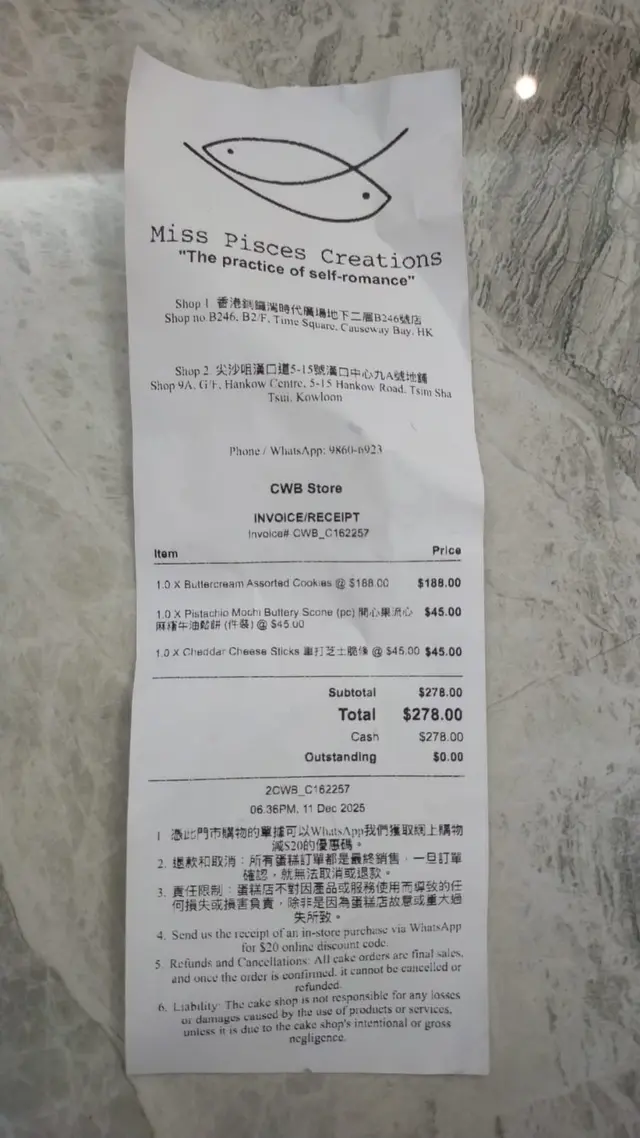 Miss Pisces Creations
"The practice of self-romance"
Shop 1 香港銅鑼灣時代廣場地下二層B246號店
Shop no B246, B2/F, Time Square, Causeway Bay, HK
Shop 2 尖沙咀漢口道5-15號漢口中心九A號地鋪
Shop 9A, G/F, Hankow Centre, 5-15 Hankow Road, Tsim Sha
Tsui, Kowloon
Phone / WhatsApp: 9860-6923
CWB Store
INVOICE/RECEIPT
Invoice# CWB_C162257
Item Price
1.0 X Buttercream Assorted Cookies @ $188.00 $188.00
1.0 X Pistachio Mochi Buttery Scone (pc) 開心果流心 $45.00
麻糬牛油鬆餅 (件裝) @ $45.00
1.0 X Cheddar Cheese Sticks 車打芝士脆條 @ $45.00 $45.00
Subtotal $278.00
Total $278.00
Cash $278.00
Outstanding $0.00
2CWB_C162257
06:36PM, 11 Dec 2025
1 憑此門市購物的單據可以WhatsApp我們獲取網上購物
減$20的優惠碼。
2. 退款和取消：所有蛋糕訂單都是最終銷售，一旦訂單
確認，就無法取消或退款。
3. 責任限制：蛋糕店不對因產品或服務使用而導致的任
何損失或損害負責，除非是因為蛋糕店故意或重大過
失所致。
4. Send us the receipt of an in-store purchase via WhatsApp
for $20 online discount code.
5. Refunds and Cancellations: All cake orders are final sales,
and once the order is confirmed, it cannot be cancelled or
refunded.
6. Liability: The cake shop is not responsible for any losses
or damages caused by the use of products or services,
unless it is due to the cake shop's intentional or gross
negligence.